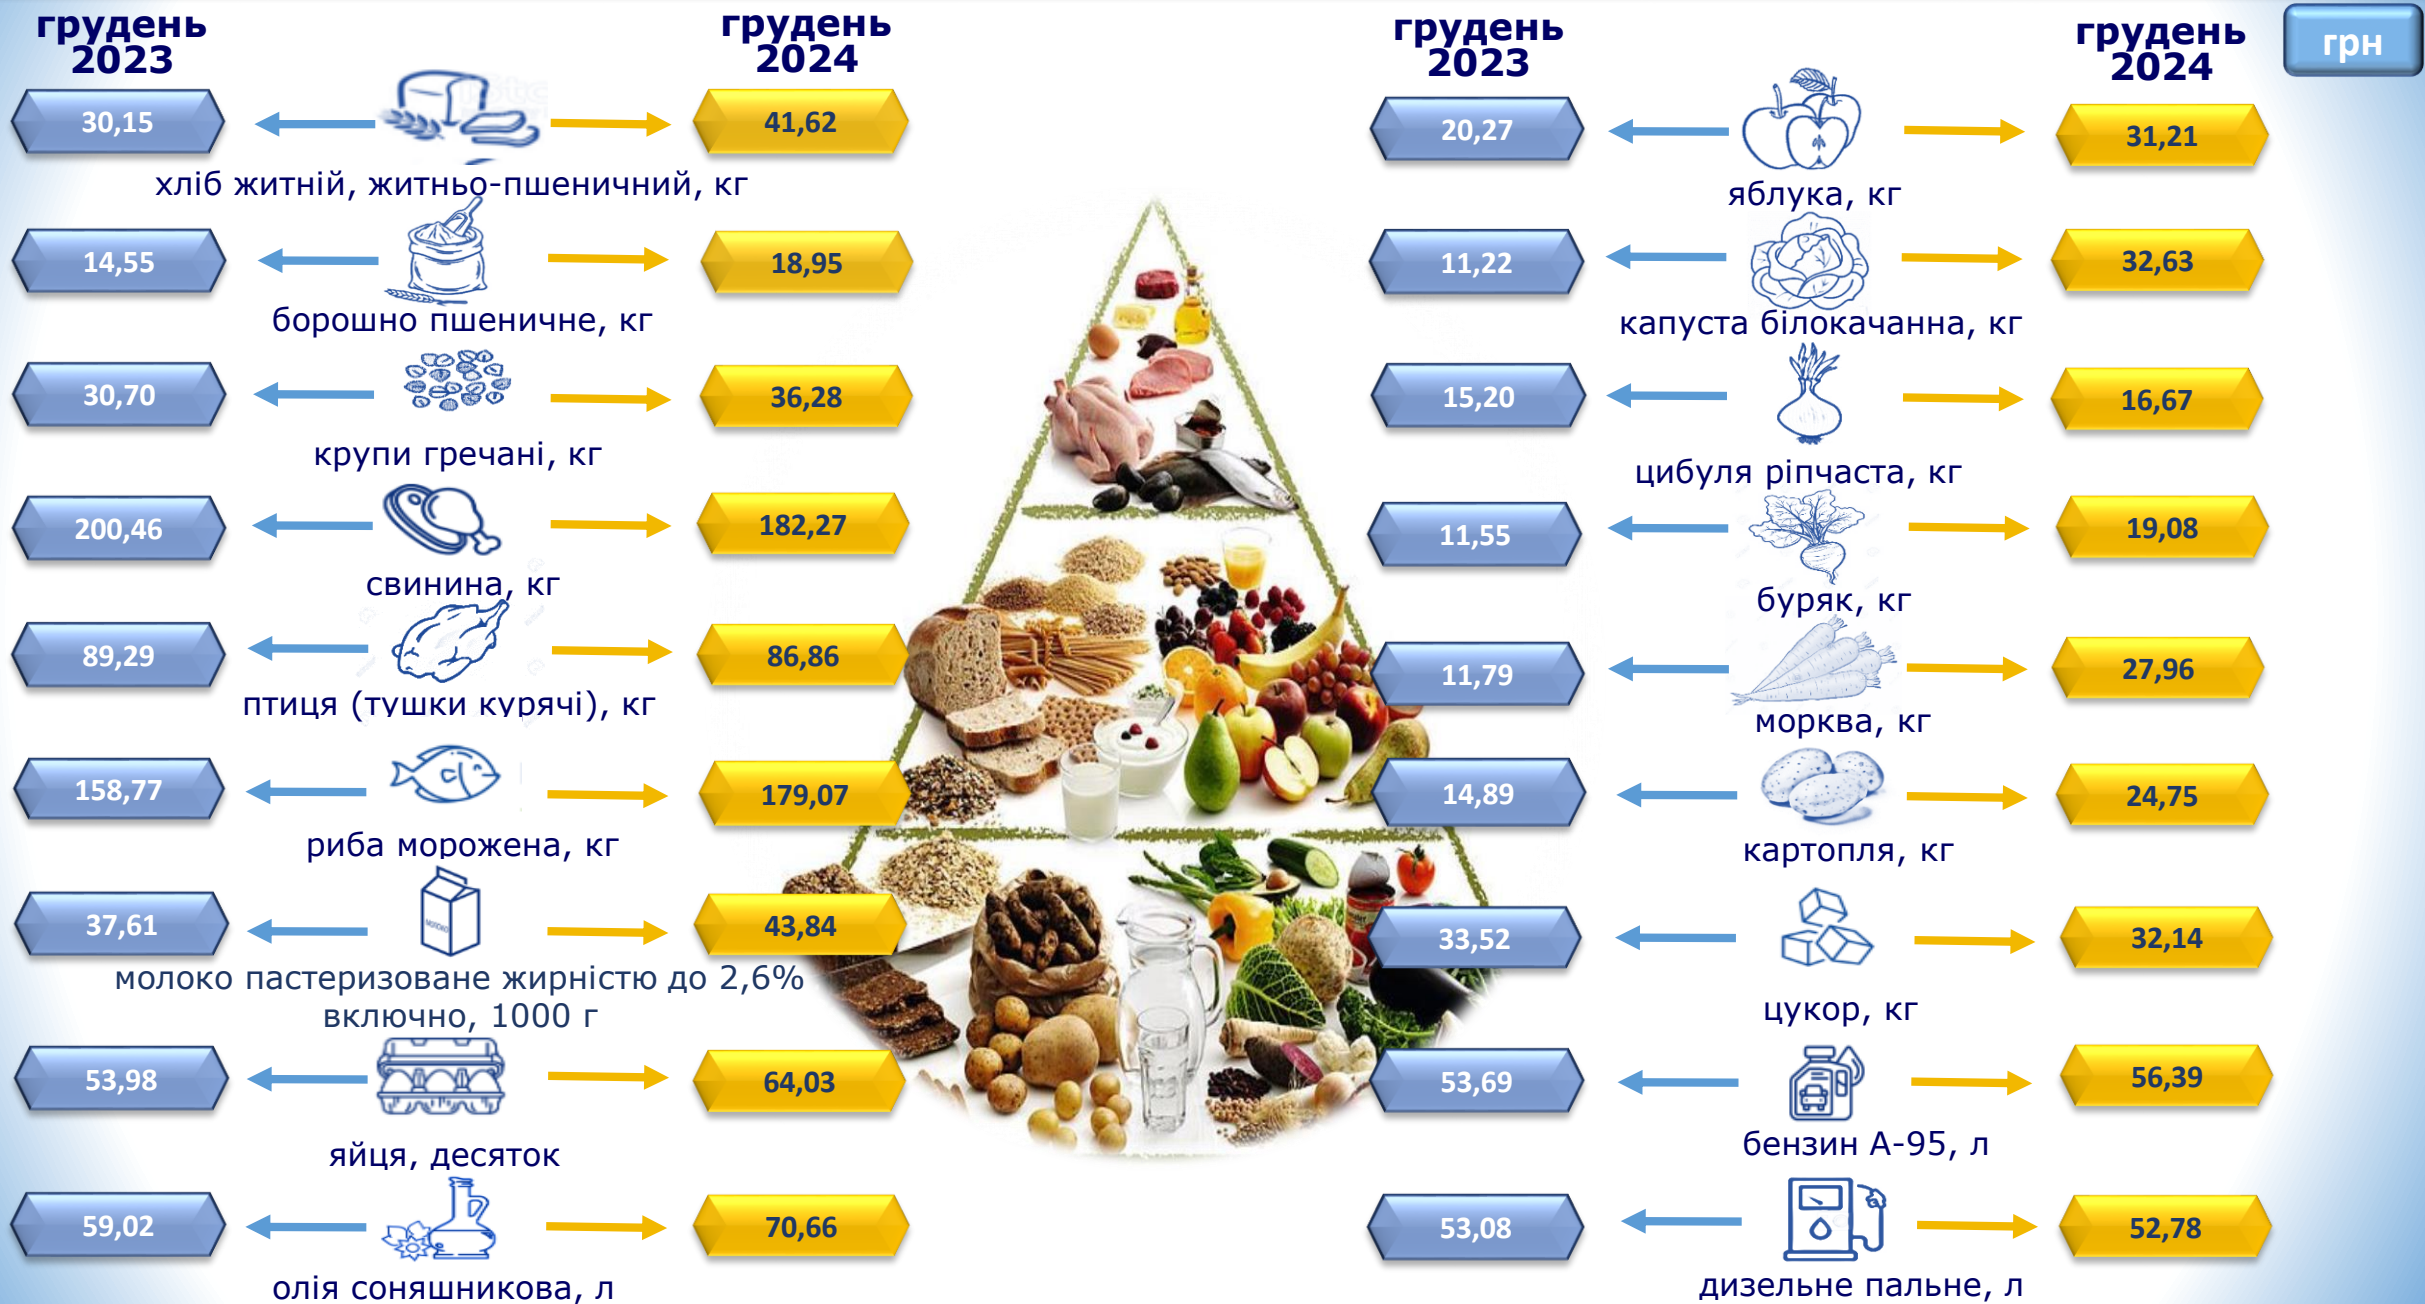 грудень
2023
грудень
2024
30,15
41,62
хліб житній, житньо-пшеничний, кг
14,55
18,95
борошно пшеничне, кг
30,70
36,28
крупи гречані, кг
200,46
182,27
свинина, кг
89,29
86,86
птиця (тушки курячі), кг
158,77
179,07
риба морожена, кг
37,61
МОЛОКО
43,84
молоко пастеризоване жирністю до 2,6%
включно, 1000 г
53,98
64,03
яйця, десяток
59,02
70,66
олія соняшникова, л
грудень
2023
грудень
2024
грн
20,27
31,21
яблука, кг
11,22
32,63
капуста білокачанна, кг
15,20
16,67
цибуля ріпчаста, кг
11,55
19,08
буряк, кг
11,79
27,96
морква, кг
14,89
24,75
картопля, кг
33,52
32,14
цукор, кг
53,69
56,39
бензин А-95, л
53,08
52,78
дизельне пальне, л